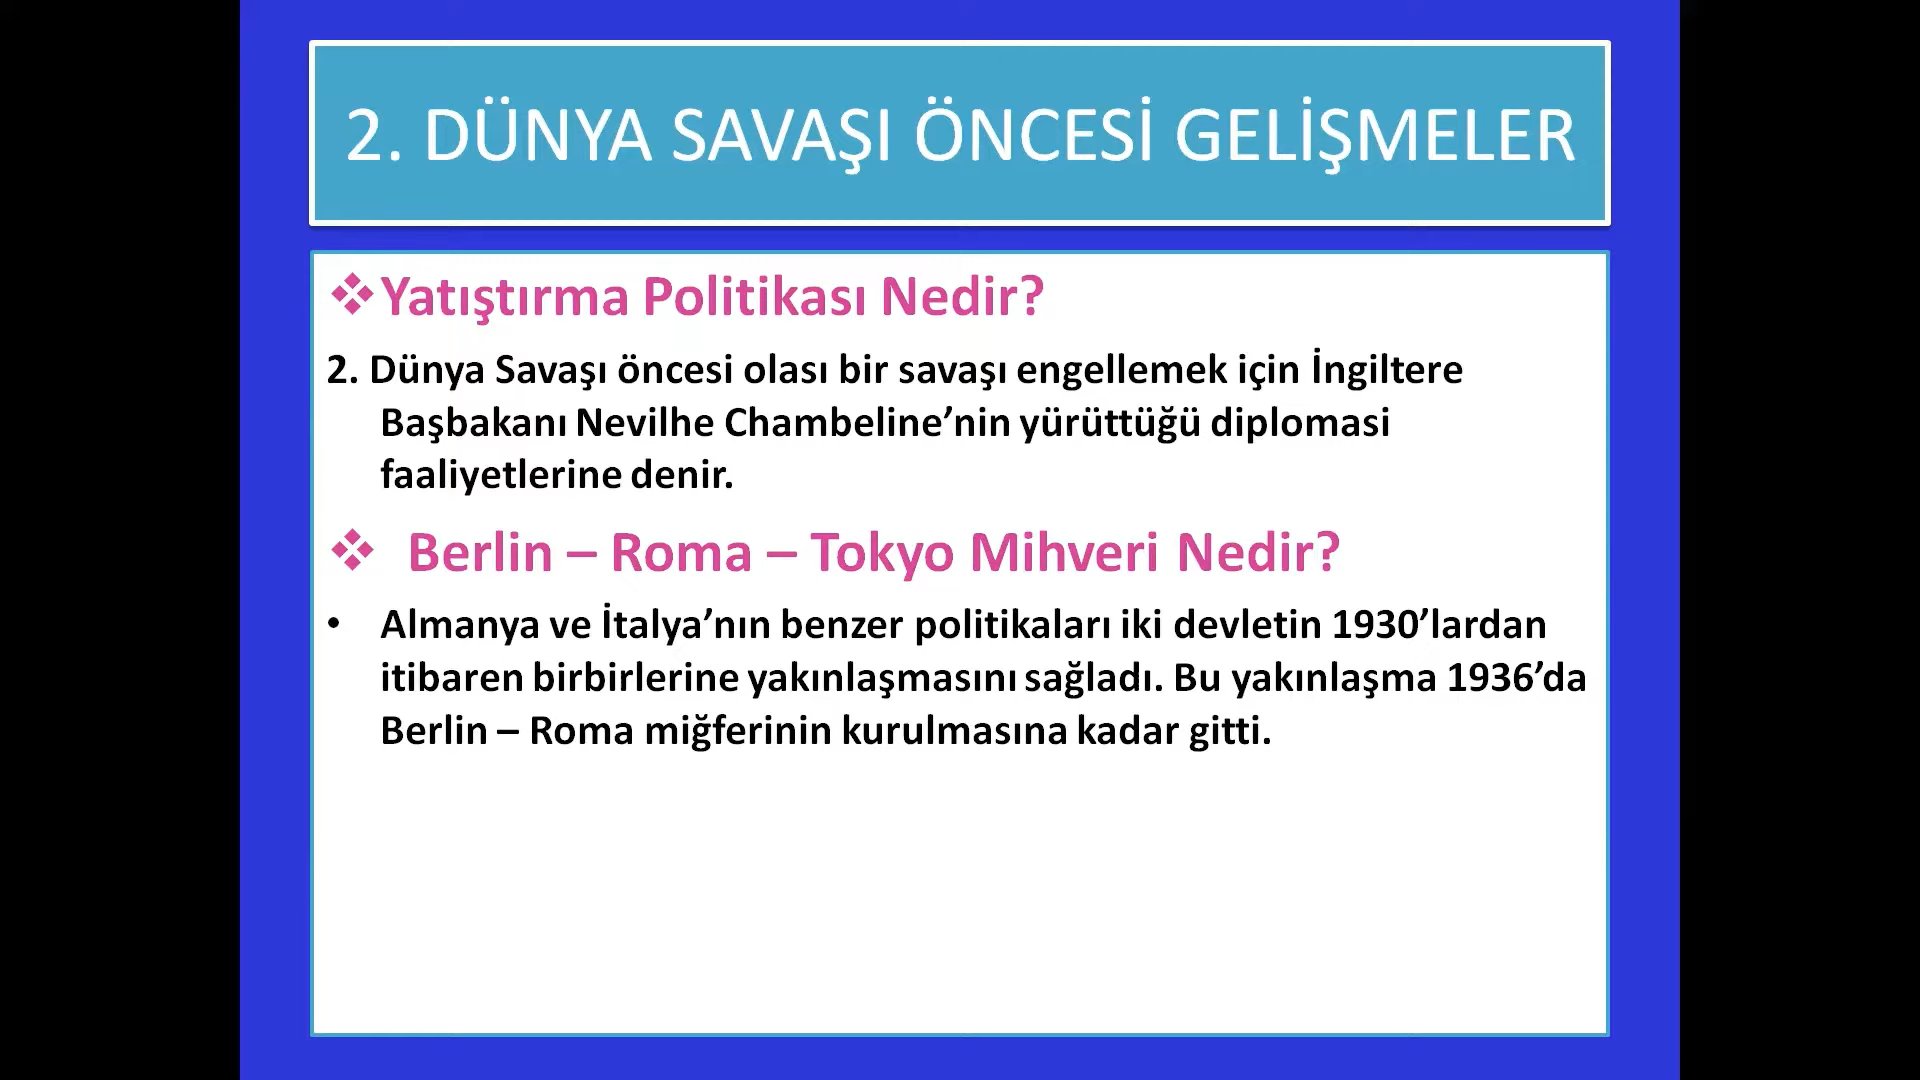 2. DÜNYA SAVAŞI ÖNCESİ GELİŞMELER
❖Yatıştırma Politikası Nedir?
2. Dünya Savaşı öncesi olası bir savaşı engellemek için İngiltere
Başbakanı Nevilhe Chambeline’nin yürüttüğü diplomasi
faaliyetlerine denir.
❖ Berlin – Roma – Tokyo Mihveri Nedir?
• Almanya ve İtalya’nın benzer politikaları iki devletin 1930’lardan
itibaren birbirlerine yakınlaşmasını sağladı. Bu yakınlaşma 1936’da
Berlin – Roma miğferinin kurulmasına kadar gitti.